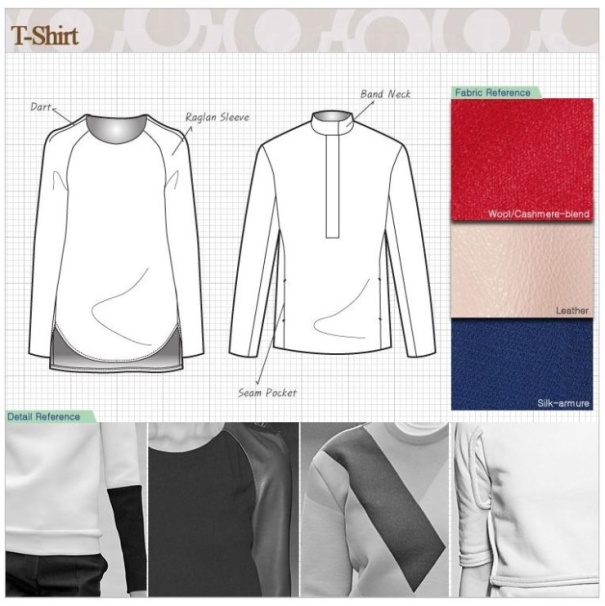 T-Shirt
Dart
Raglan Sleeve
Band Neck
Seam Pocket
Fabric Reference
Wool/Cashmere-blend
Leather
Silk-armure
Detail Reference